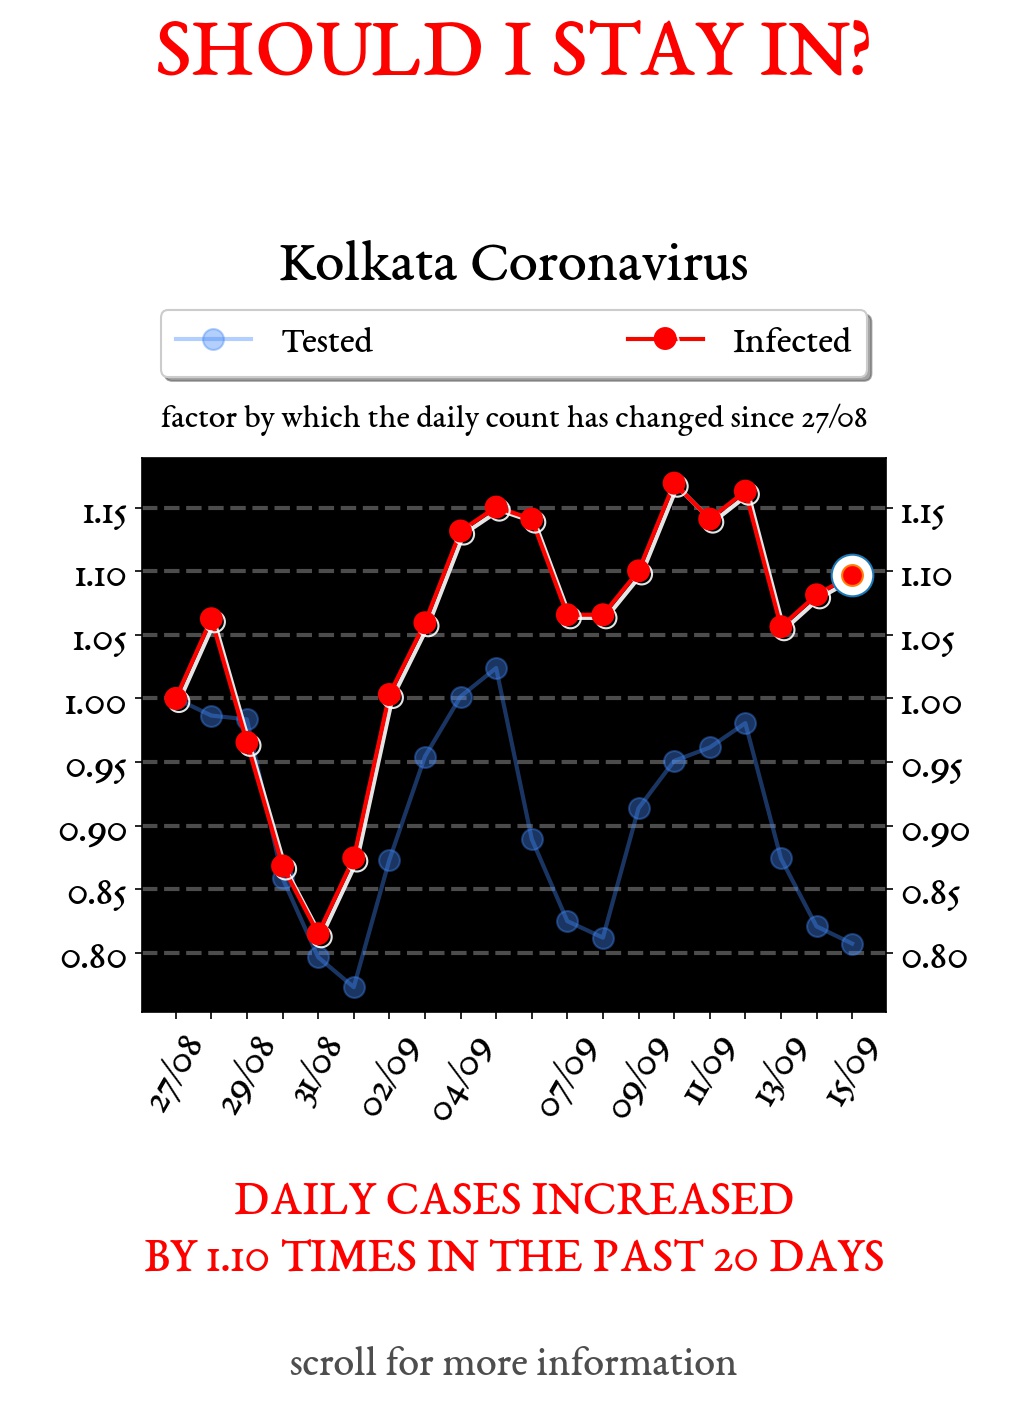 SHOULD I STAY IN?
Kolkata Coronavirus
Tested Infected
factor by which the daily count has changed since 27/08
1.15 1.15
1.10 1.10
1.05 1.05
1.00 1.00
0.95 0.95
0.90 0.90
0.85 0.85
0.80 0.80
27/08 29/08 31/08 02/09 04/09 07/09 09/09 11/09 13/09 15/09
DAILY CASES INCREASED
BY 1.10 TIMES IN THE PAST 20 DAYS
scroll for more information